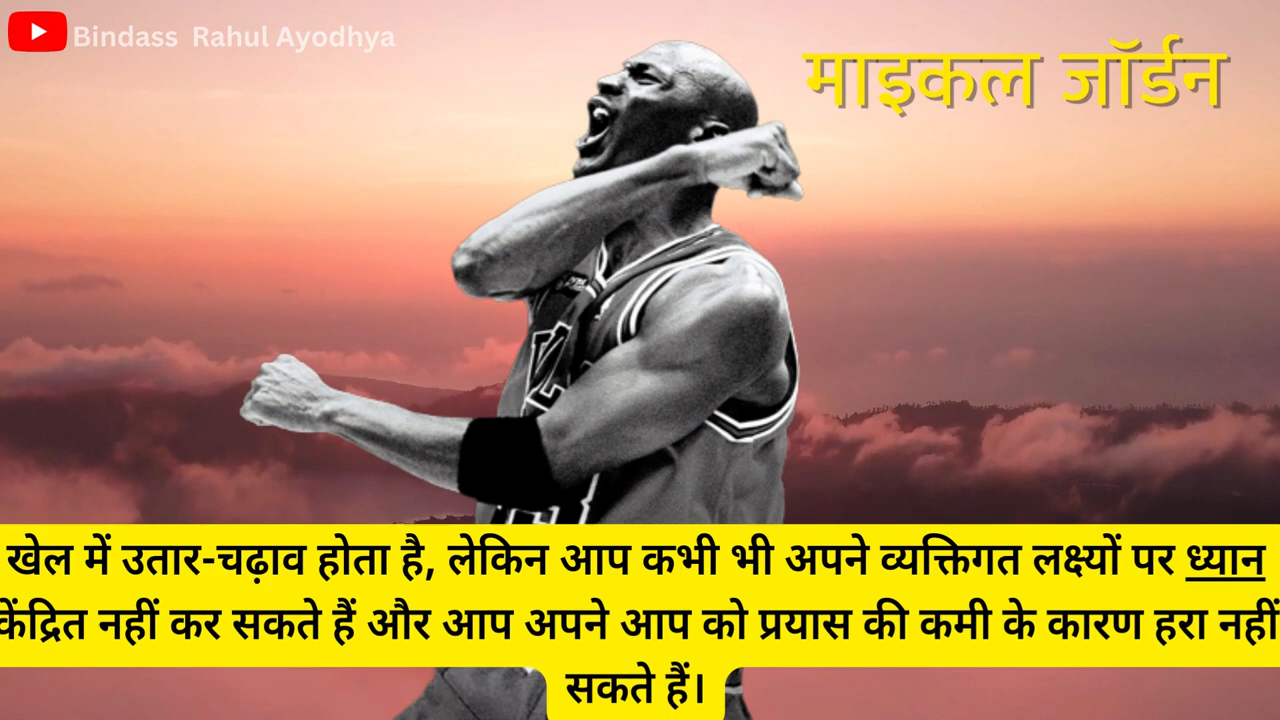 Bindass Rahul Ayodhya
माइकल जॉर्डन
खेल में उतार-चढ़ाव होता है, लेकिन आप कभी भी अपने व्यक्तिगत लक्ष्यों पर ध्यान
केंद्रित नहीं कर सकते हैं और आप अपने आप को प्रयास की कमी के कारण हरा नहीं
सकते हैं।